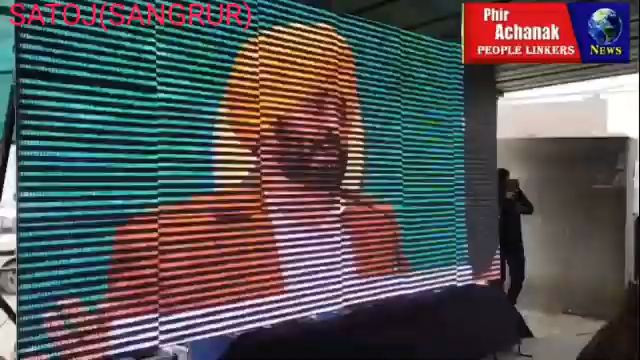 SATOJ(SANGRUR)
Phir
Achanak
PEOPLE LINKERS
NEWS